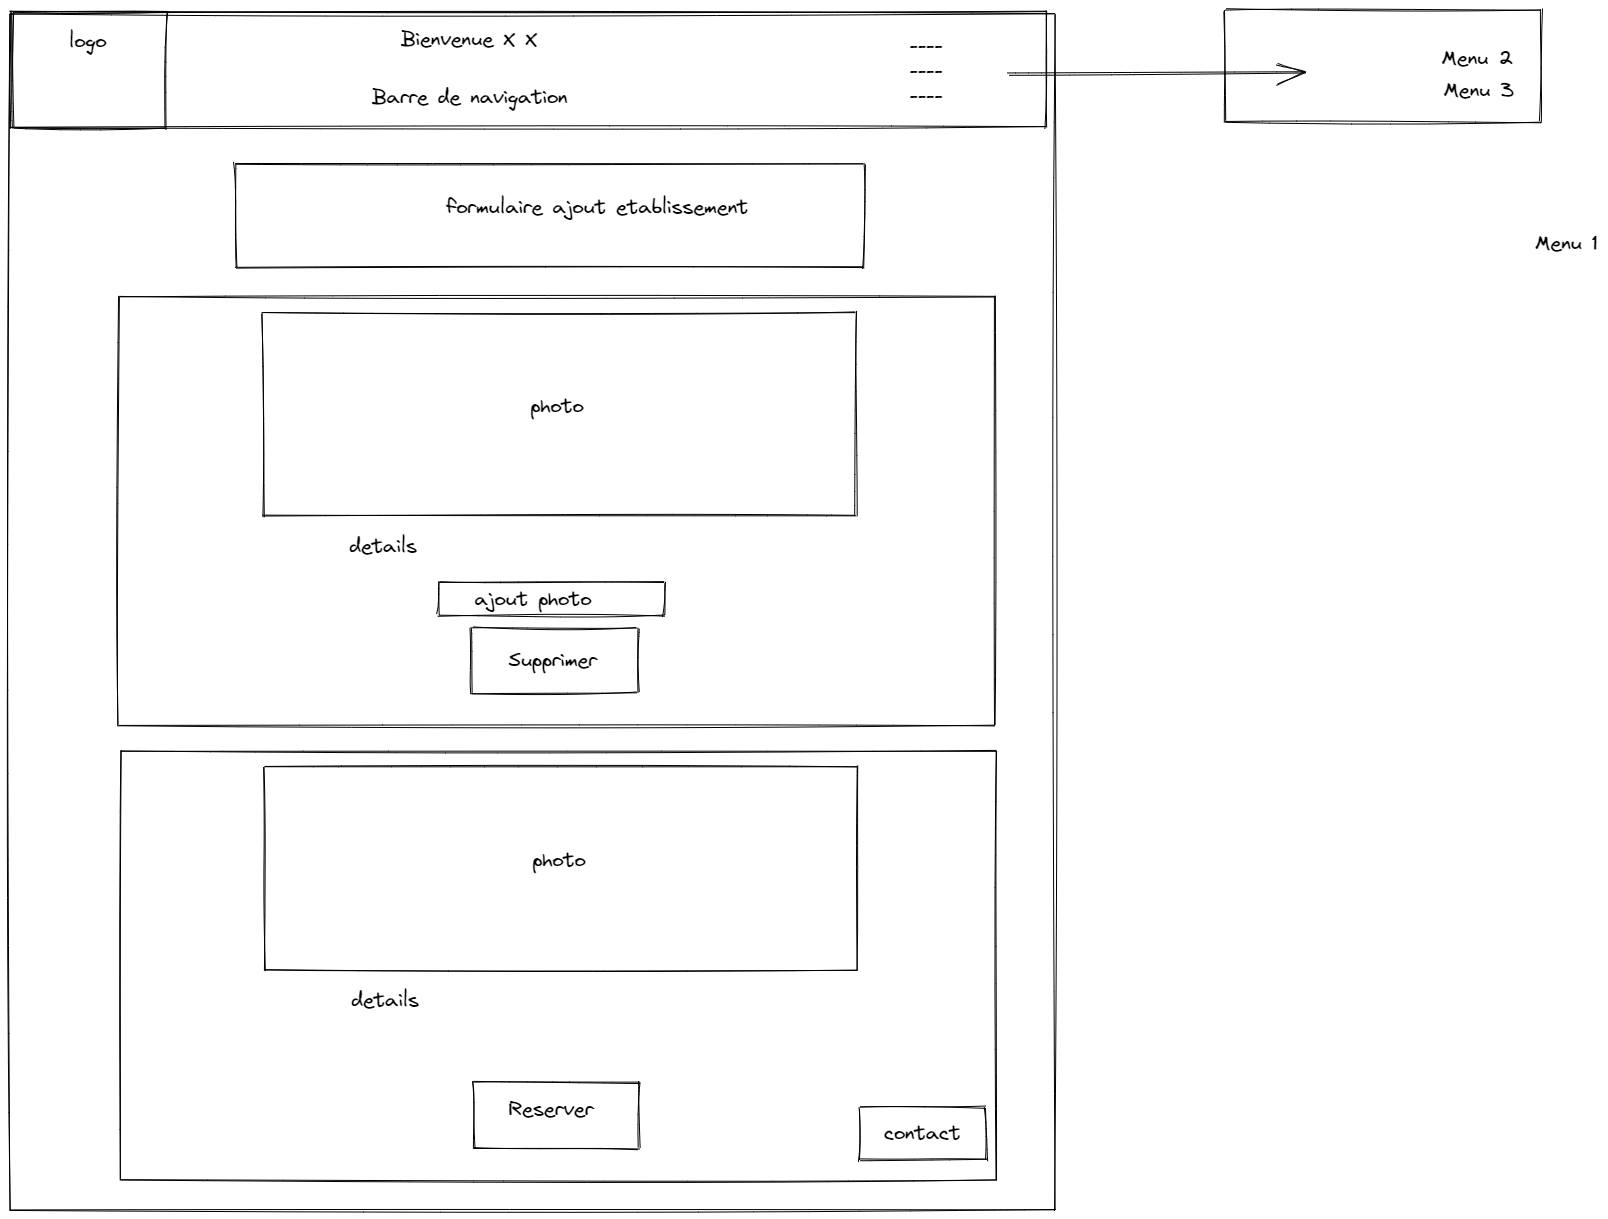 logo
Bienvenue X X
----
----
----
Barre de navigation
Menu 2
Menu 3
formulaire ajout etablissement
Menu 1
photo
details
ajout photo
Supprimer
photo
details
Reserver
contact